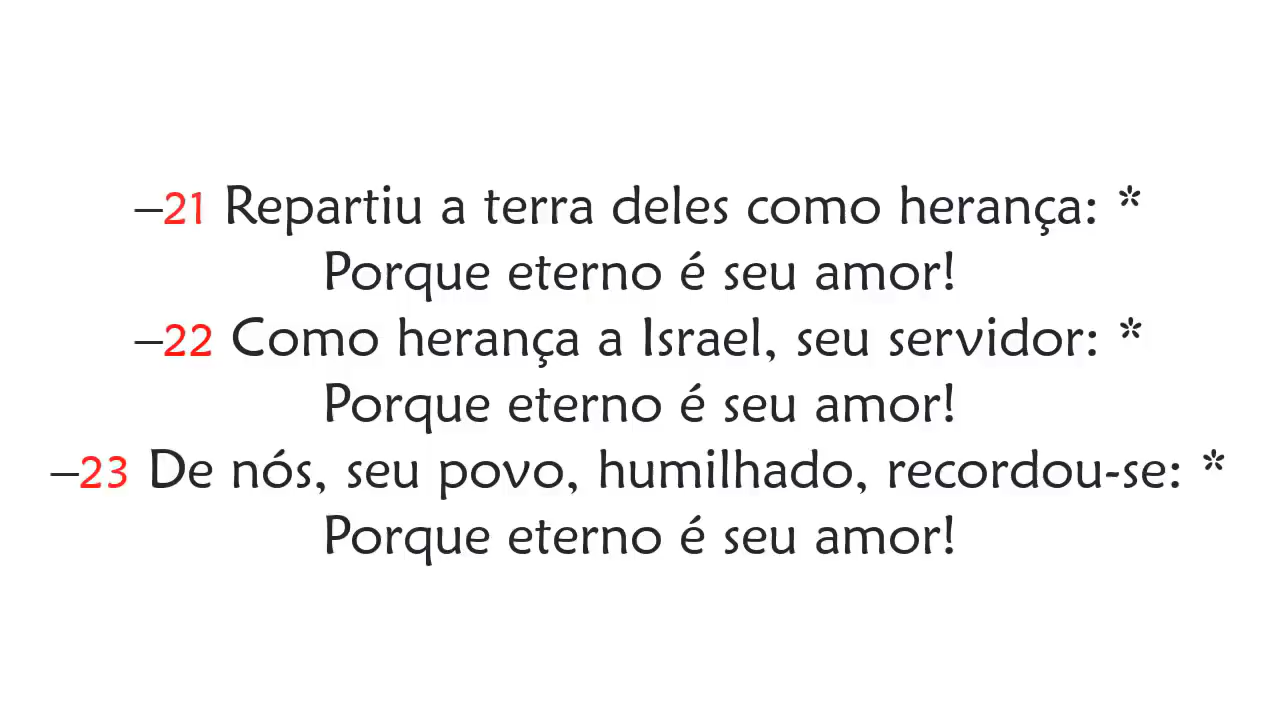 –21 Repartiu a terra deles como herança: *
Porque eterno é seu amor!
–22 Como herança a Israel, seu servidor: *
Porque eterno é seu amor!
–23 De nós, seu povo, humilhado, recordou-se: *
Porque eterno é seu amor!